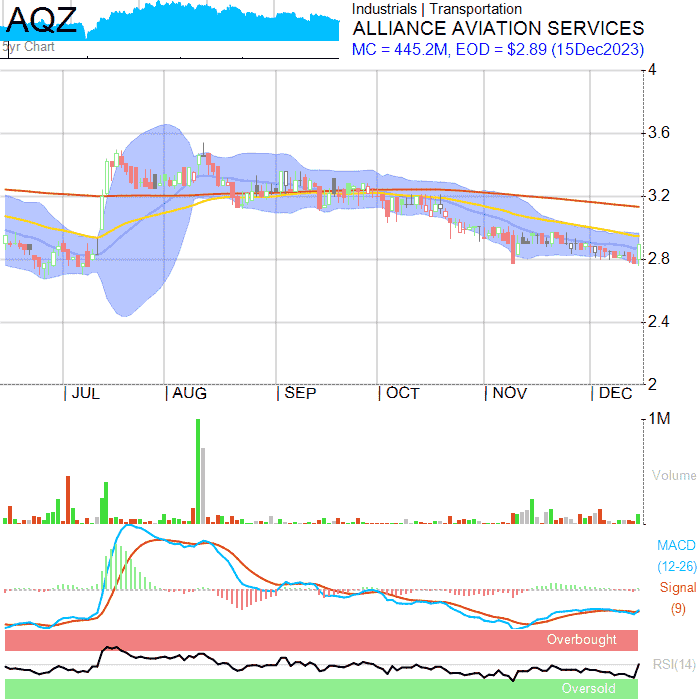 AQZ
5yr Chart
Industrials | Transportation
ALLIANCE AVIATION SERVICES
MC = 445.2M, EOD = $2.89 (15Dec2023)
4
3.6
3.2
2.8
2.4
2
JUL
AUG
SEP
OCT
NOV
DEC
1M
Volume
MACD
(12-26)
Signal
(9)
Overbought
RSI(14)
Oversold